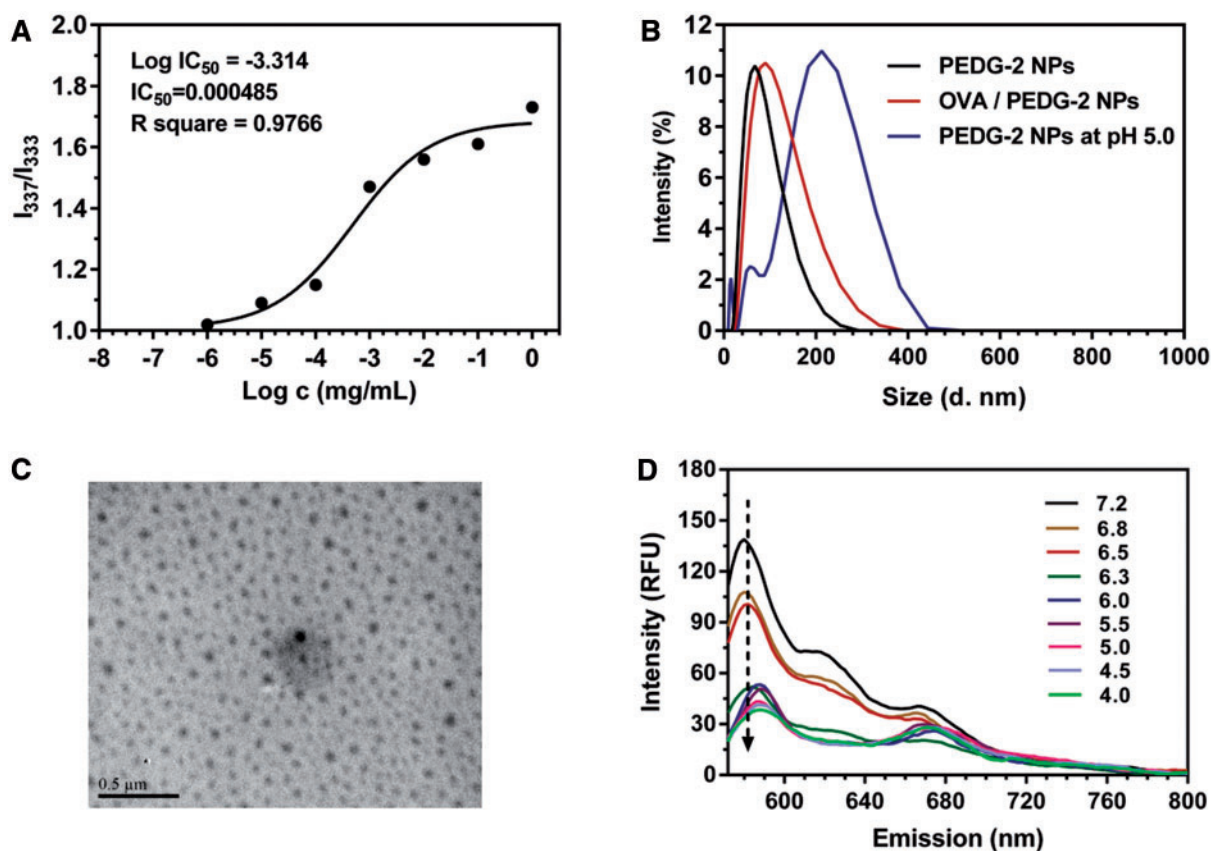 A
Log IC50 = -3.314
IC50=0.000485
R square = 0.9766
I337/I333
2.0
1.8
1.6
1.4
1.2
1.0
-8 -7 -6 -5 -4 -3 -2 -1 0
Log c (mg/mL)
B
PEDG-2 NPs
OVA / PEDG-2 NPs
PEDG-2 NPs at pH 5.0
Intensity (%)
12
10
8
6
4
2
0
0 200 400 600 800 1000
Size (d. nm)
C
0.5 µm
D
7.2
6.8
6.5
6.3
6.0
5.5
5.0
4.5
4.0
Intensity (RFU)
180
150
120
90
60
30
0
600 640 680 720 760 800
Emission (nm)